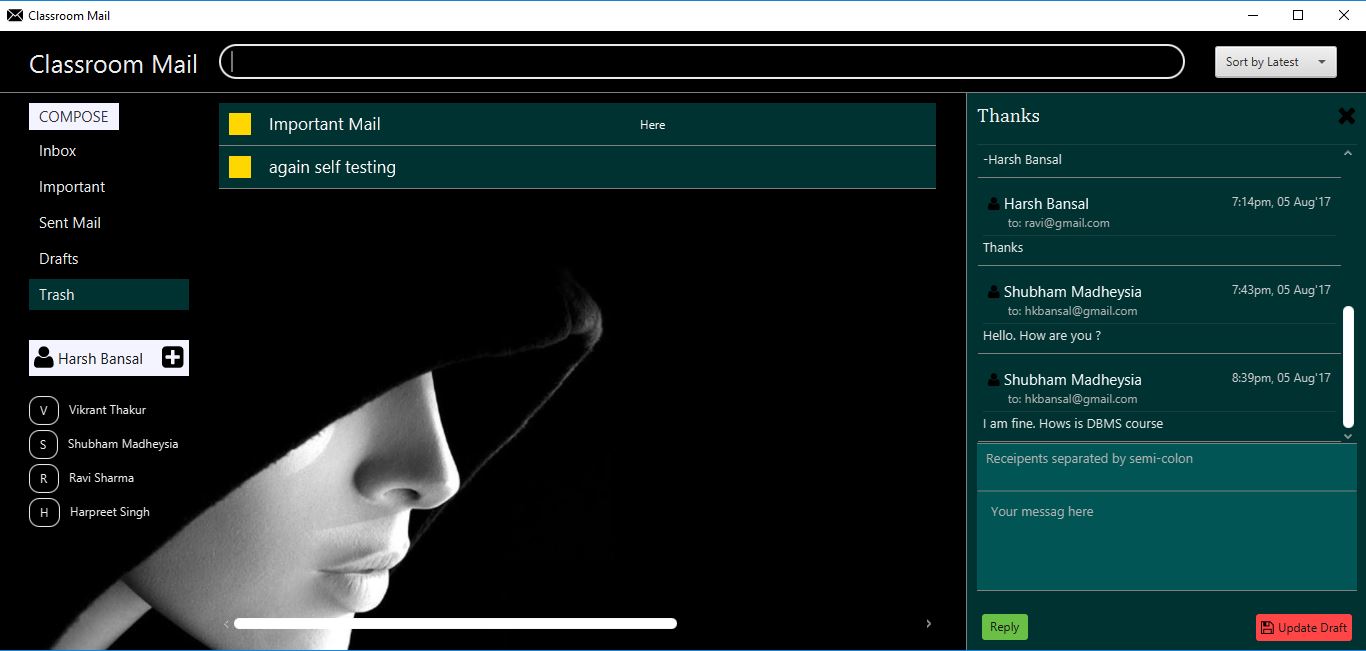 Classroom Mail
Classroom Mail
Sort by Latest
COMPOSE
Inbox
Important
Sent Mail
Drafts
Trash
Harsh Bansal
V Vikrant Thakur
S Shubham Madheysia
R Ravi Sharma
H Harpreet Singh
Important Mail Here
again self testing
Thanks
-Harsh Bansal
Harsh Bansal 7:14pm, 05 Aug'17
to: ravi@gmail.com
Thanks
Shubham Madheysia 7:43pm, 05 Aug'17
to: hkbansal@gmail.com
Hello. How are you ?
Shubham Madheysia 8:39pm, 05 Aug'17
to: hkbansal@gmail.com
I am fine. Hows is DBMS course
Receipents separated by semi-colon
Your messag here
Reply Update Draft